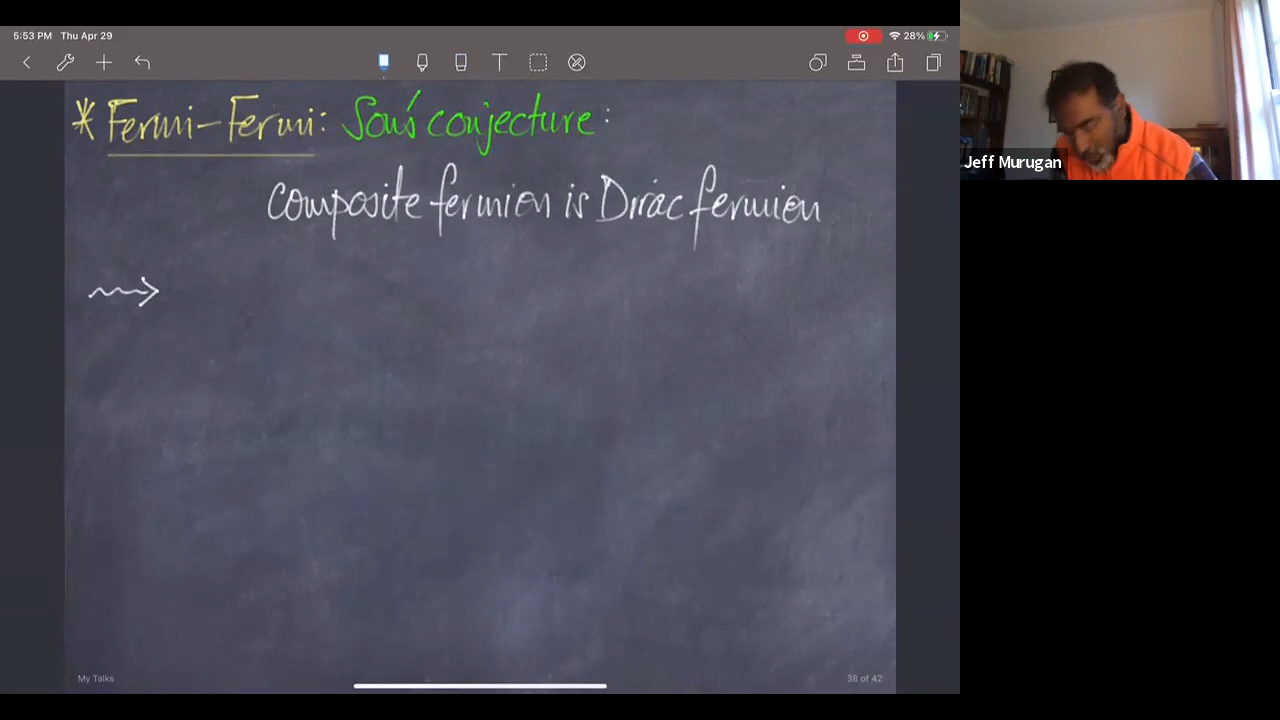 5:53 PM Thu Apr 29
28%
* Fermi-Fermi: Son's conjecture:
composite fermion is Dirac fermion
Jeff Murugan
My Talks
38 of 42